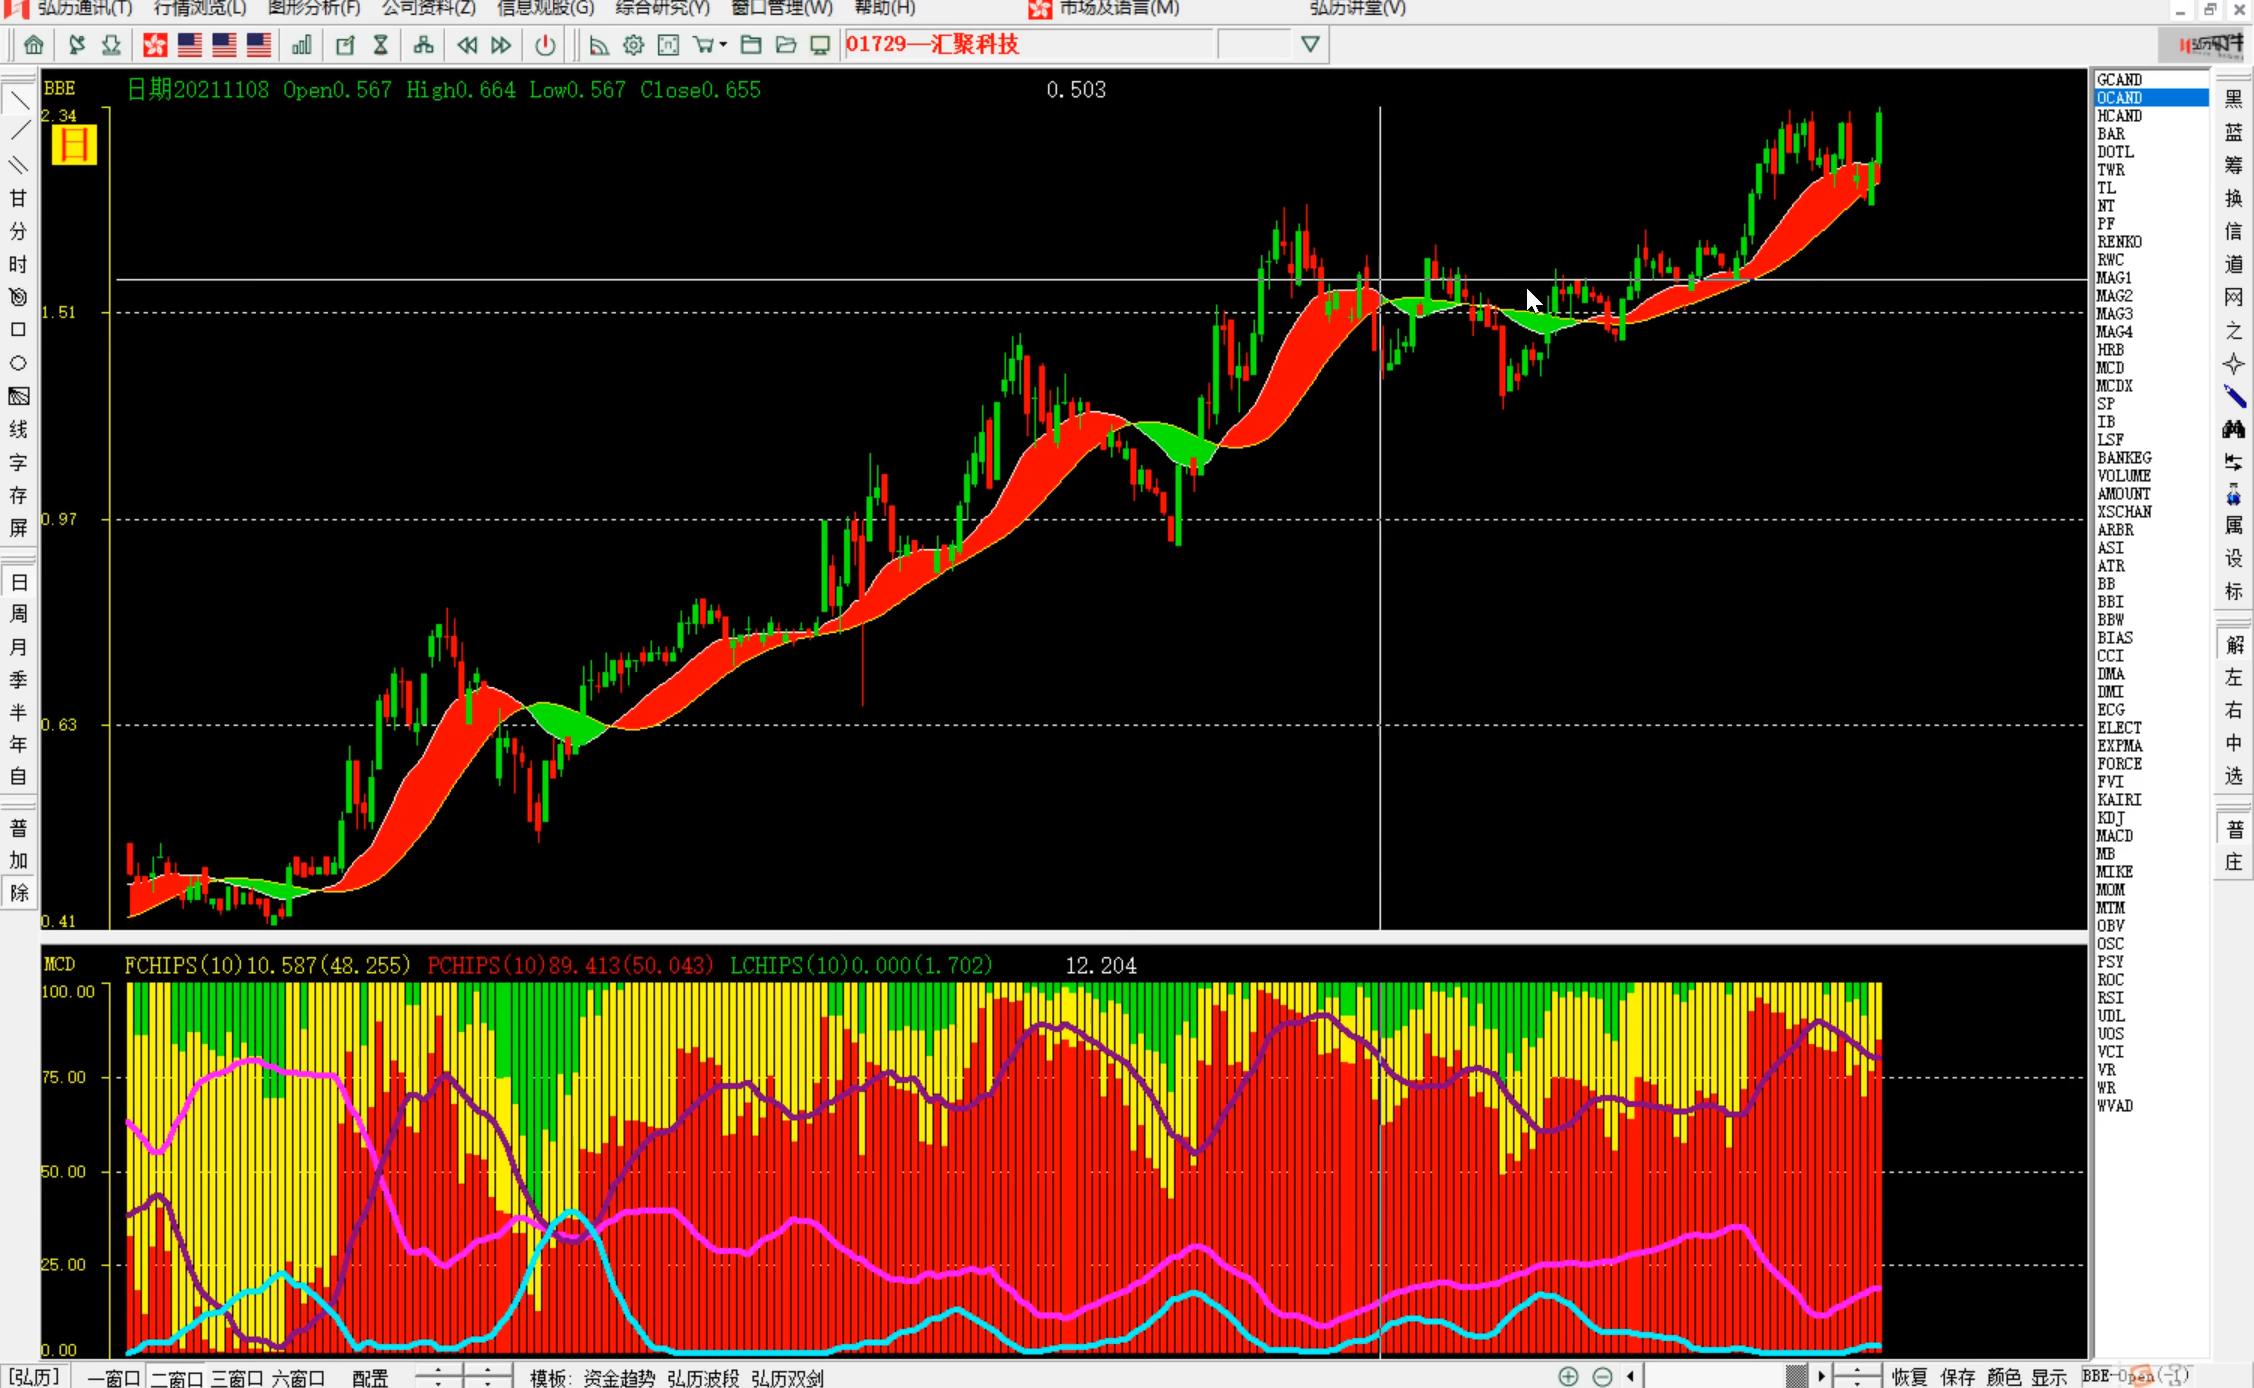 弘历通讯(T) 行情浏览(L) 图形分析(F) 公司资料(Z) 信息观股(G) 综合研究(Y) 窗口管理(W) 帮助(H) 市场及语言(M) 弘历讲堂(V)
01729—汇聚科技
BBE 日期20211108 Open0.567 High0.664 Low0.567 Close0.655 0.503
2.34
日
1.51
0.97
0.63
0.41
MCD FCHIPS(10)10.587(48.255) PCHIPS(10)89.413(50.043) LCHIPS(10)0.000(1.702) 12.204
100.00
75.00
50.00
25.00
0.00
甘
分
时
线
字
存
屏
日
周
月
季
半
年
自
普
加
除
GCAND
OCAND
HCAND
BAR
DOTL
TWR
TL
NT
PF
RENKO
RWC
MAG1
MAG2
MAG3
MAG4
HRB
MCD
MCDX
SP
IB
LSF
BANKEG
VOLUME
AMOUNT
XSCHAN
ARBR
ASI
ATR
BB
BBI
BBW
BIAS
CCI
DMA
DMI
ECG
ELECT
EXPMA
FORCE
FVI
KAIRI
KDJ
MACD
MB
MIKE
MOM
MTM
OBV
OSC
PSY
ROC
RSI
UDL
UOS
VCI
VR
WR
WVAD
黑
蓝
筹
换
信
道
网
之
属
设
标
解
左
右
中
选
普
庄
[弘历] 一窗口 二窗口 三窗口 六窗口 配置 模板: 资金趋势 弘历波段 弘历双剑 恢复 保存 颜色 显示